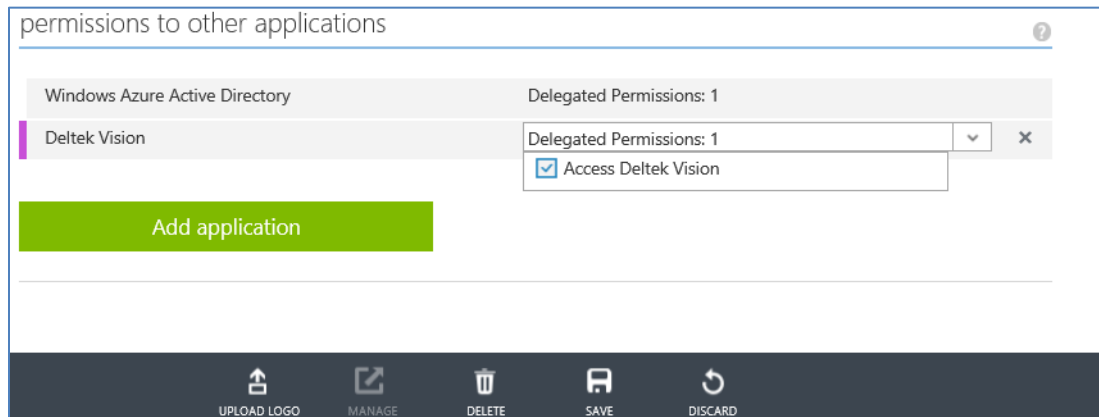 permissions to other applications
?
Windows Azure Active Directory Delegated Permissions: 1
Deltek Vision Delegated Permissions: 1
Access Deltek Vision
Add application
UPLOAD LOGO MANAGE DELETE SAVE DISCARD